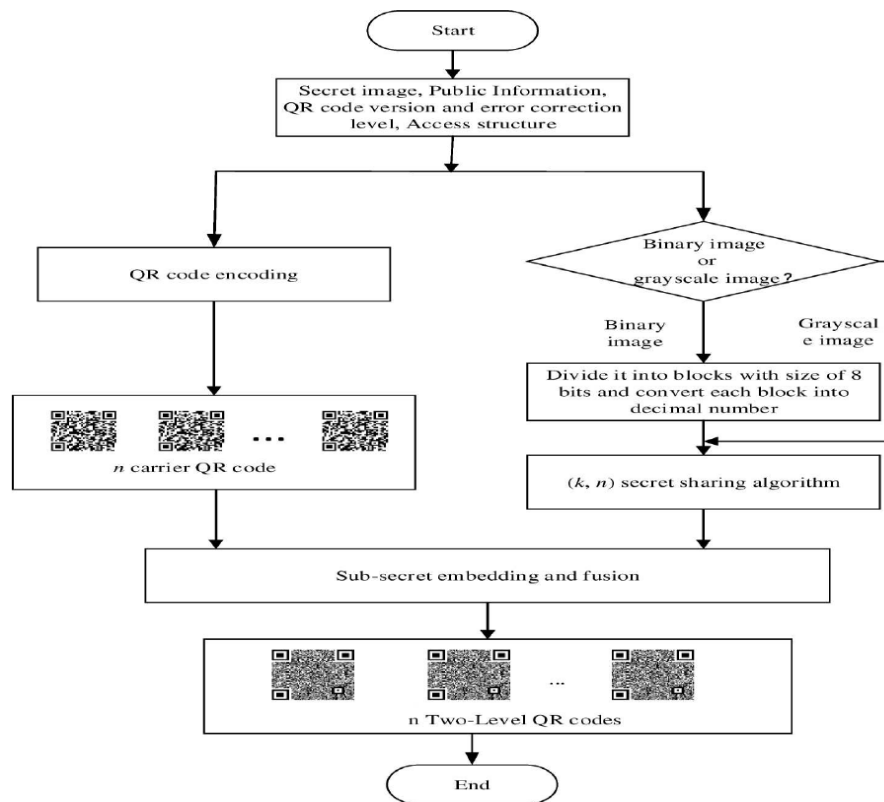 Start
Secret image, Public Information,
QR code version and error correction
level, Access structure
QR code encoding
Binary image
or
grayscale image?
Binary
image
Grayscal
e image
Divide it into blocks with size of 8
bits and convert each block into
decimal number
...
n carrier QR code
(k, n) secret sharing algorithm
Sub-secret embedding and fusion
...
n Two-Level QR codes
End